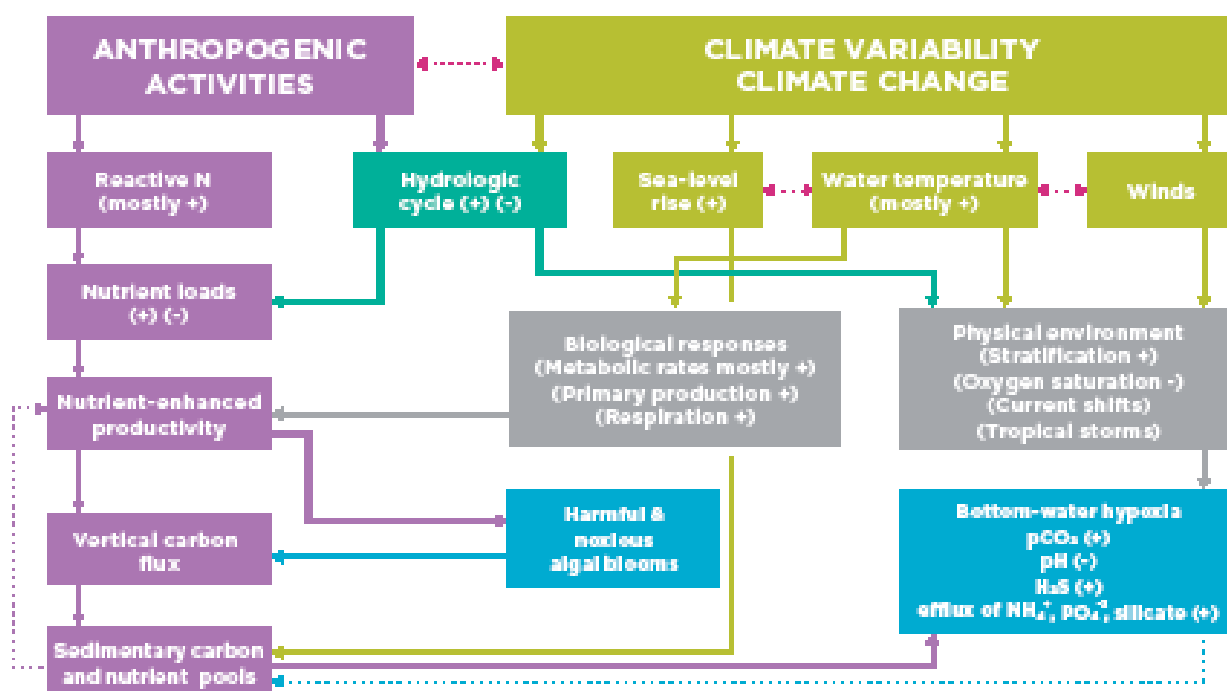 ANTHROPOGENIC
ACTIVITIES
CLIMATE VARIABILITY
CLIMATE CHANGE
Reactive N
(mostly +)
Hydrologic
cycle (+) (-)
Sea-level
rise (+)
Water temperature
(mostly +)
Winds
Nutrient loads
(+) (-)
Biological responses
(Metabolic rates mostly +)
(Primary production +)
(Respiration +)
Physical environment
(Stratification +)
(Oxygen saturation -)
(Current shifts)
(Tropical storms)
Nutrient-enhanced
productivity
Harmful &
noxious
algal blooms
Bottom-water hypoxia
pCO₂ (+)
pH (-)
H₂S (+)
efflux of NH₄⁺, PO₄⁻³, silicate (+)
Vertical carbon
flux
Sedimentary carbon
and nutrient pools